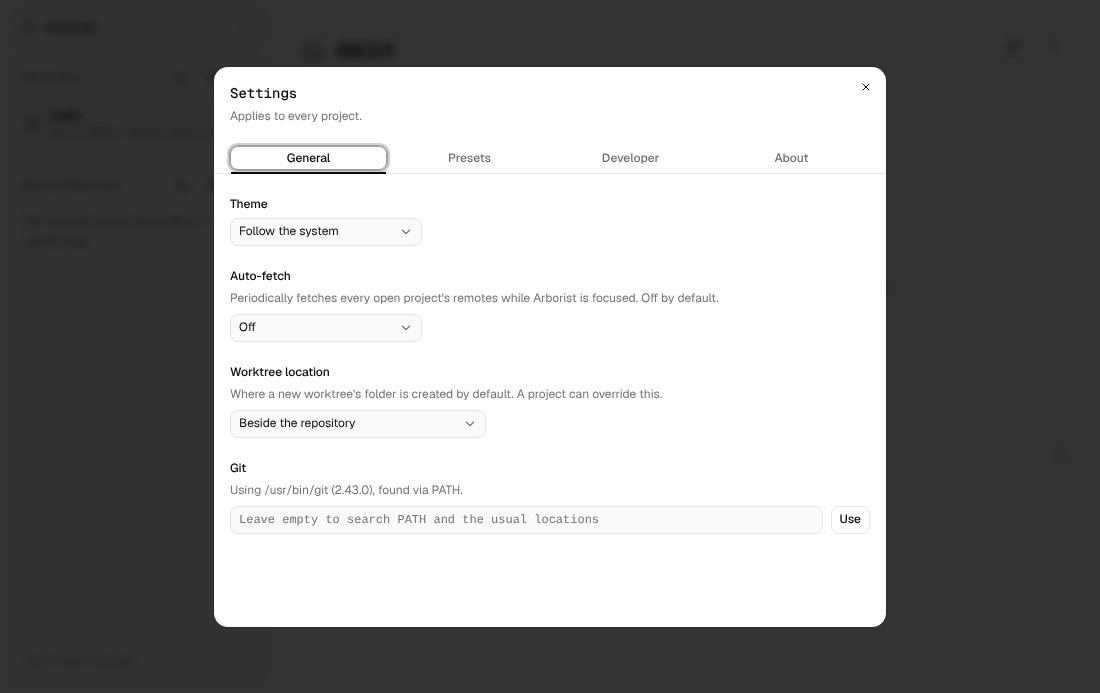 main
Settings
Applies to every project.
General
Presets
Developer
About
Theme
Follow the system
Auto-fetch
Periodically fetches every open project's remotes while Arborist is focused. Off by default.
Off
Worktree location
Where a new worktree's folder is created by default. A project can override this.
Beside the repository
Git
Using /usr/bin/git (2.43.0), found via PATH.
Leave empty to search PATH and the usual locations
Use